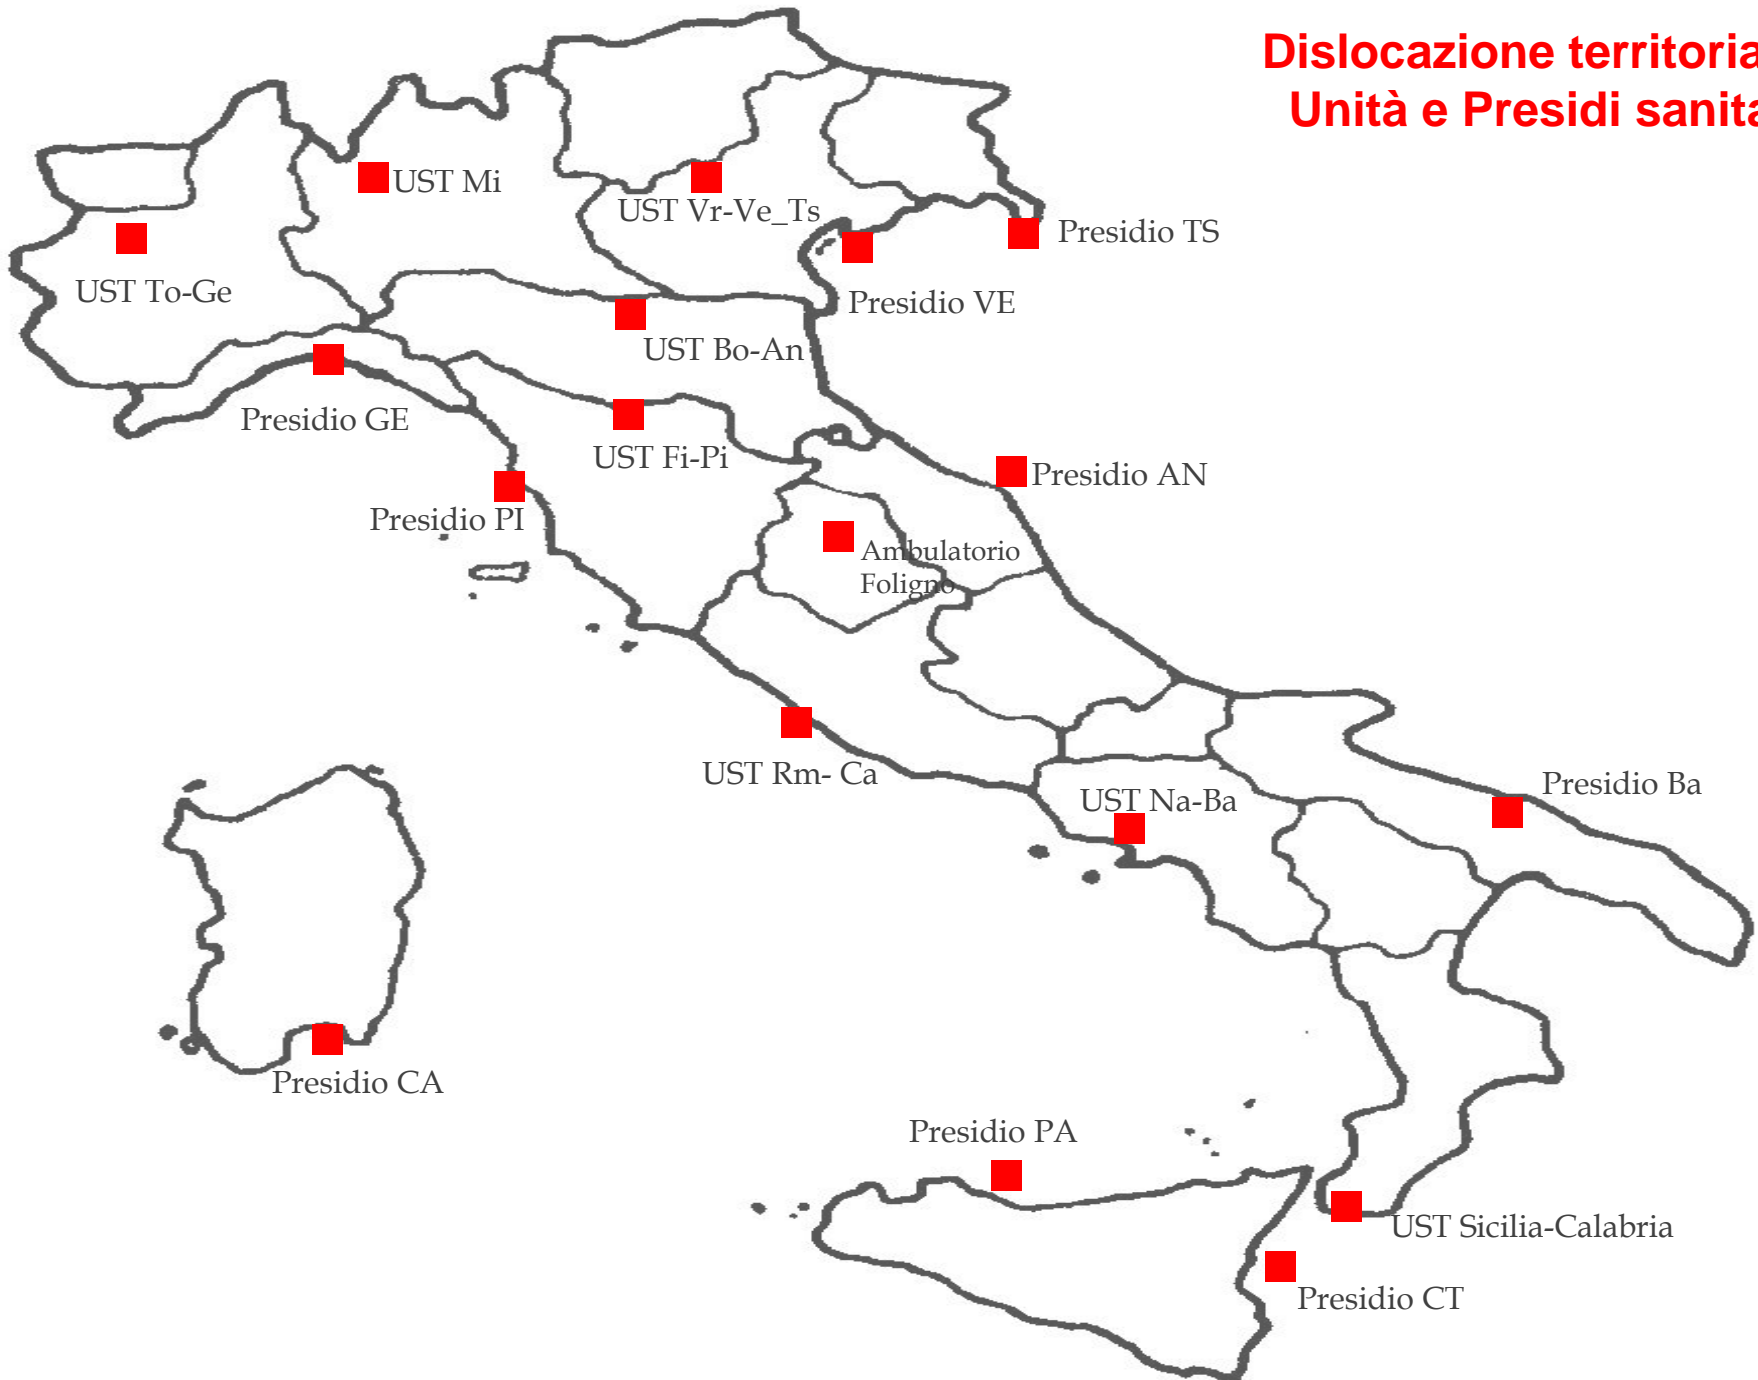 Dislocazione territoria
Unità e Presidi sanita
UST Mi
UST Vr-Ve_Ts
Presidio TS
UST To-Ge
Presidio VE
UST Bo-An
Presidio GE
UST Fi-Pi
Presidio AN
Presidio PI
Ambulatorio
Foligno
UST Rm- Ca
UST Na-Ba
Presidio Ba
Presidio CA
Presidio PA
UST Sicilia-Calabria
Presidio CT